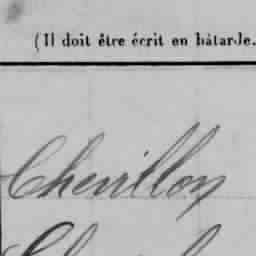 (Il doit être écrit en bâtarde.
Chevillon